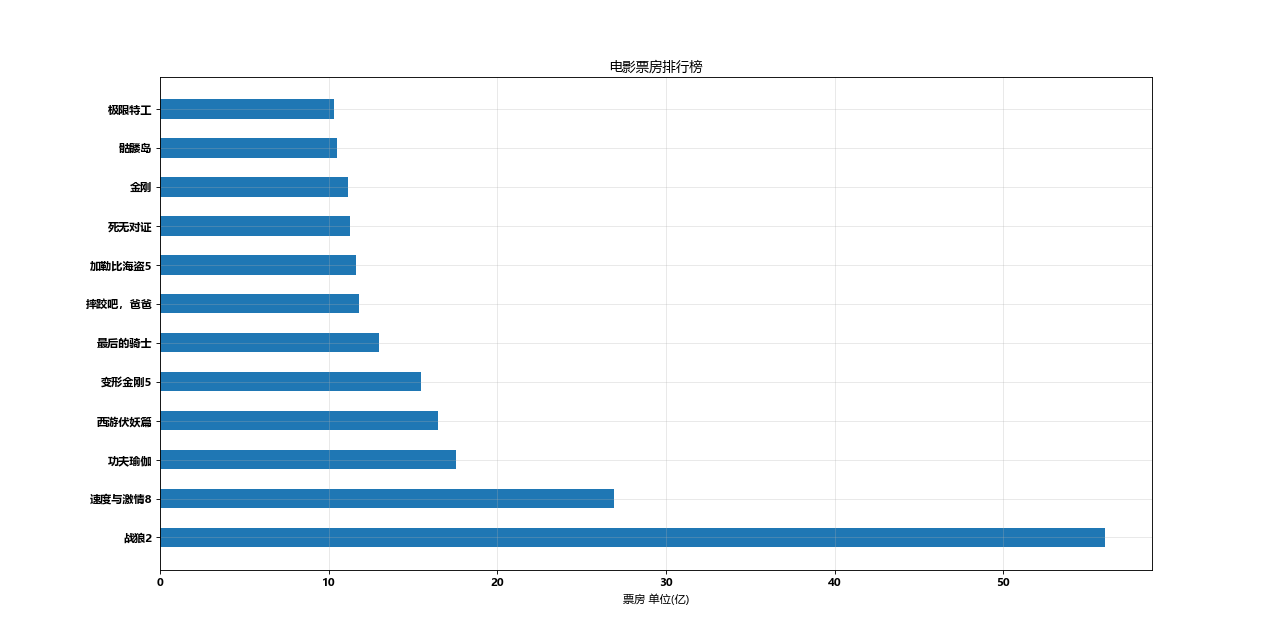 电影票房排行榜
极限特工
骷髅岛
金刚
死无对证
加勒比海盗5
摔跤吧，爸爸
最后的骑士
变形金刚5
西游伏妖篇
功夫瑜伽
速度与激情8
战狼2
0 10 20 30 40 50
票房 单位(亿)